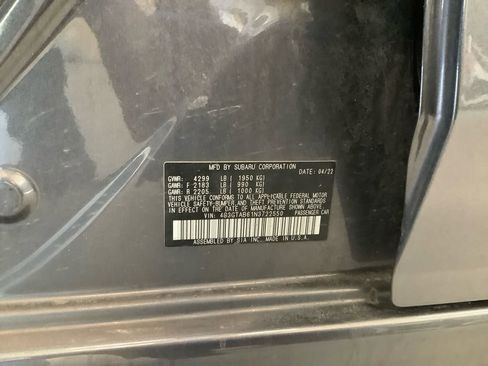 MFD BY SUBARU CORPORATION DATE: 04/22
GVWR: 4299 LB ( 1950 KG)
GAWR: F 2183 LB ( 990 KG)
GAWR: R 2205 LB ( 1000 KG)
THIS VEHICLE CONFORMS TO ALL APPLICABLE FEDERAL MOTOR
VEHICLE SAFETY, BUMPER, AND THEFT PREVENTION STANDARDS
IN EFFECT ON THE DATE OF MANUFACTURE SHOWN ABOVE.
VIN: 4S3GTAB61N3722550 PASSENGER CAR
ASSEMBLED BY SIA INC. MADE IN U.S.A.